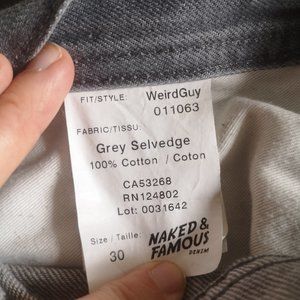 FIT/STYLE: WeirdGuy
011063
FABRIC/TISSU:
Grey Selvedge
100% Cotton / Coton
CA53268
RN124802
Lot: 0031642
Size / Taille: 30
NAKED &
FAMOUS
DENIM